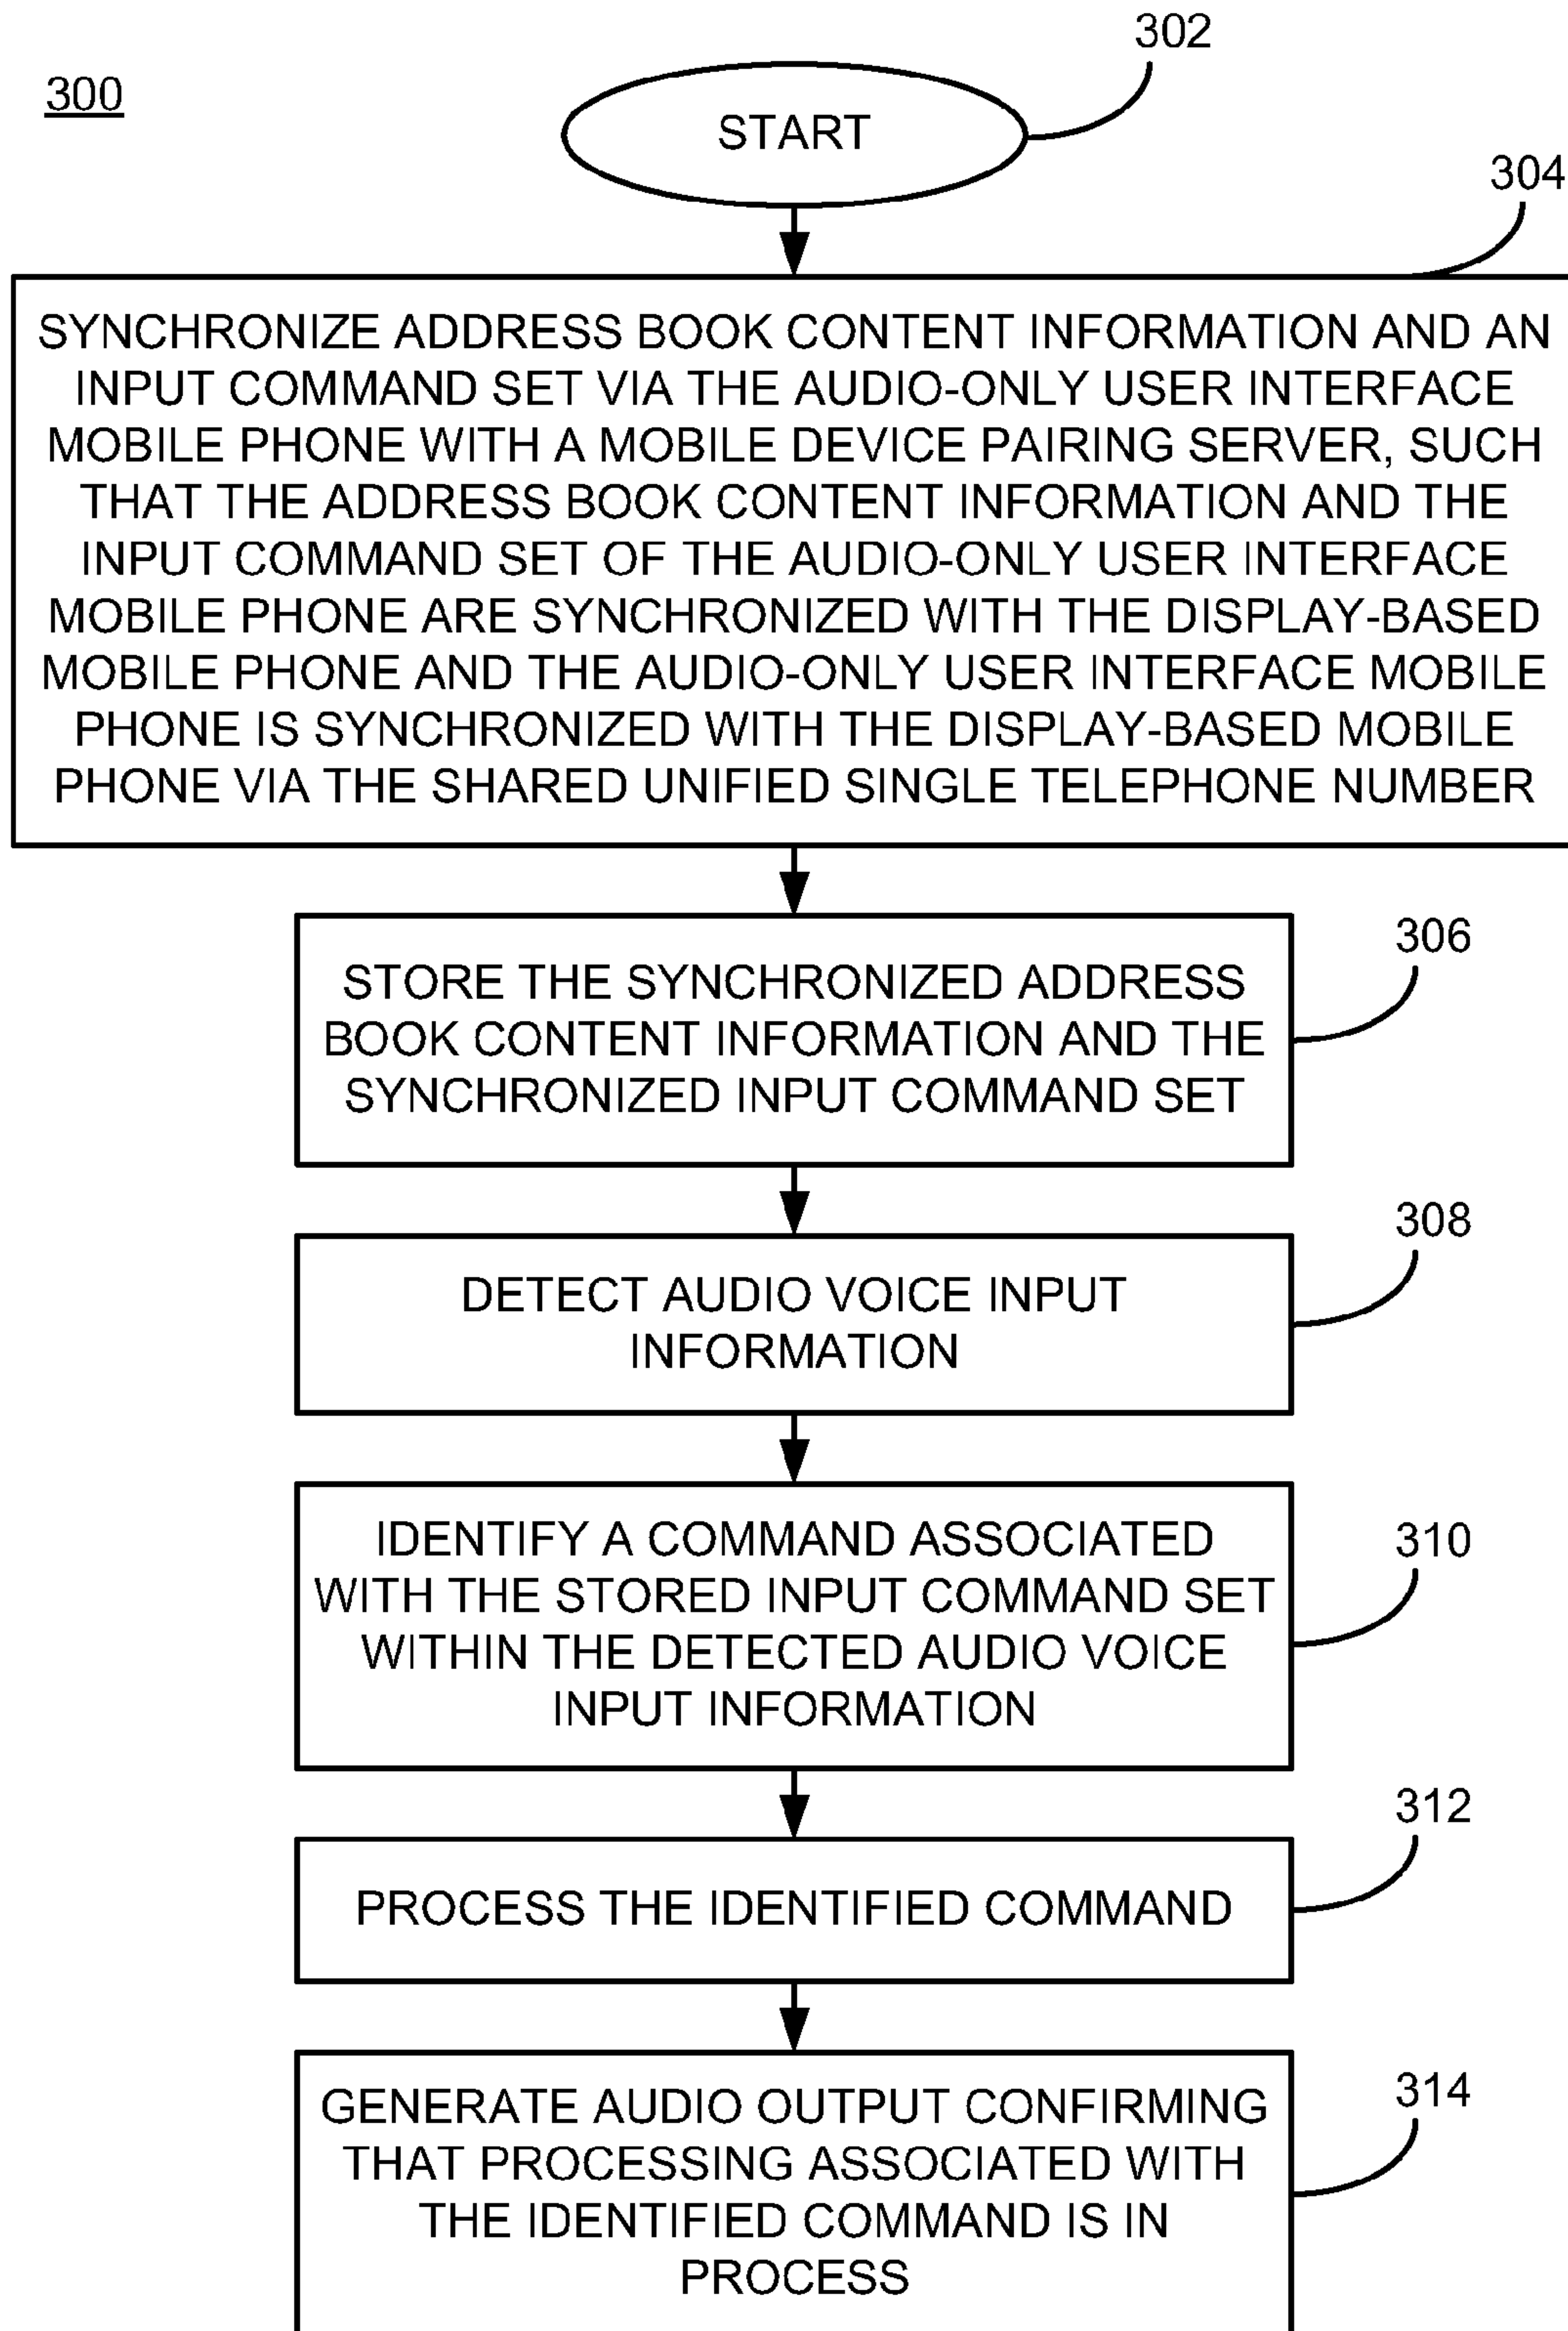 302
300
START
304
SYNCHRONIZE ADDRESS BOOK CONTENT INFORMATION AND AN
INPUT COMMAND SET VIA THE AUDIO-ONLY USER INTERFACE
MOBILE PHONE WITH A MOBILE DEVICE PAIRING SERVER, SUCH
THAT THE ADDRESS BOOK CONTENT INFORMATION AND THE
INPUT COMMAND SET OF THE AUDIO-ONLY USER INTERFACE
MOBILE PHONE ARE SYNCHRONIZED WITH THE DISPLAY-BASED
MOBILE PHONE AND THE AUDIO-ONLY USER INTERFACE MOBILE
PHONE IS SYNCHRONIZED WITH THE DISPLAY-BASED MOBILE
PHONE VIA THE SHARED UNIFIED SINGLE TELEPHONE NUMBER
306
STORE THE SYNCHRONIZED ADDRESS
BOOK CONTENT INFORMATION AND THE
SYNCHRONIZED INPUT COMMAND SET
308
DETECT AUDIO VOICE INPUT
INFORMATION
310
IDENTIFY A COMMAND ASSOCIATED
WITH THE STORED INPUT COMMAND SET
WITHIN THE DETECTED AUDIO VOICE
INPUT INFORMATION
312
PROCESS THE IDENTIFIED COMMAND
314
GENERATE AUDIO OUTPUT CONFIRMING
THAT PROCESSING ASSOCIATED WITH
THE IDENTIFIED COMMAND IS IN
PROCESS